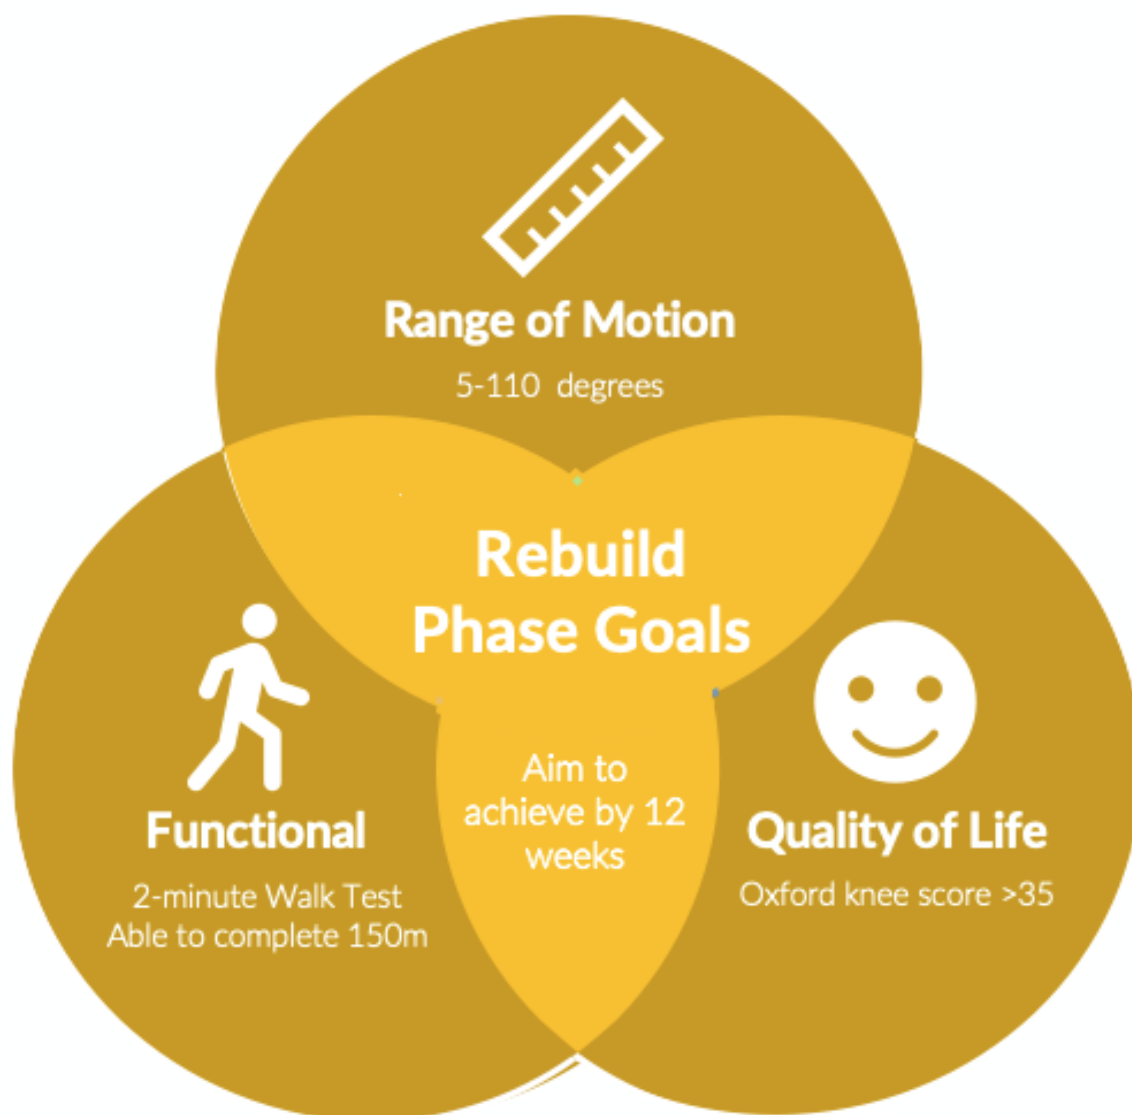 Range of Motion
5-110 degrees
Rebuild
Phase Goals
Aim to
achieve by 12
weeks
Functional
2-minute Walk Test
Able to complete 150m
Quality of Life
Oxford knee score >35